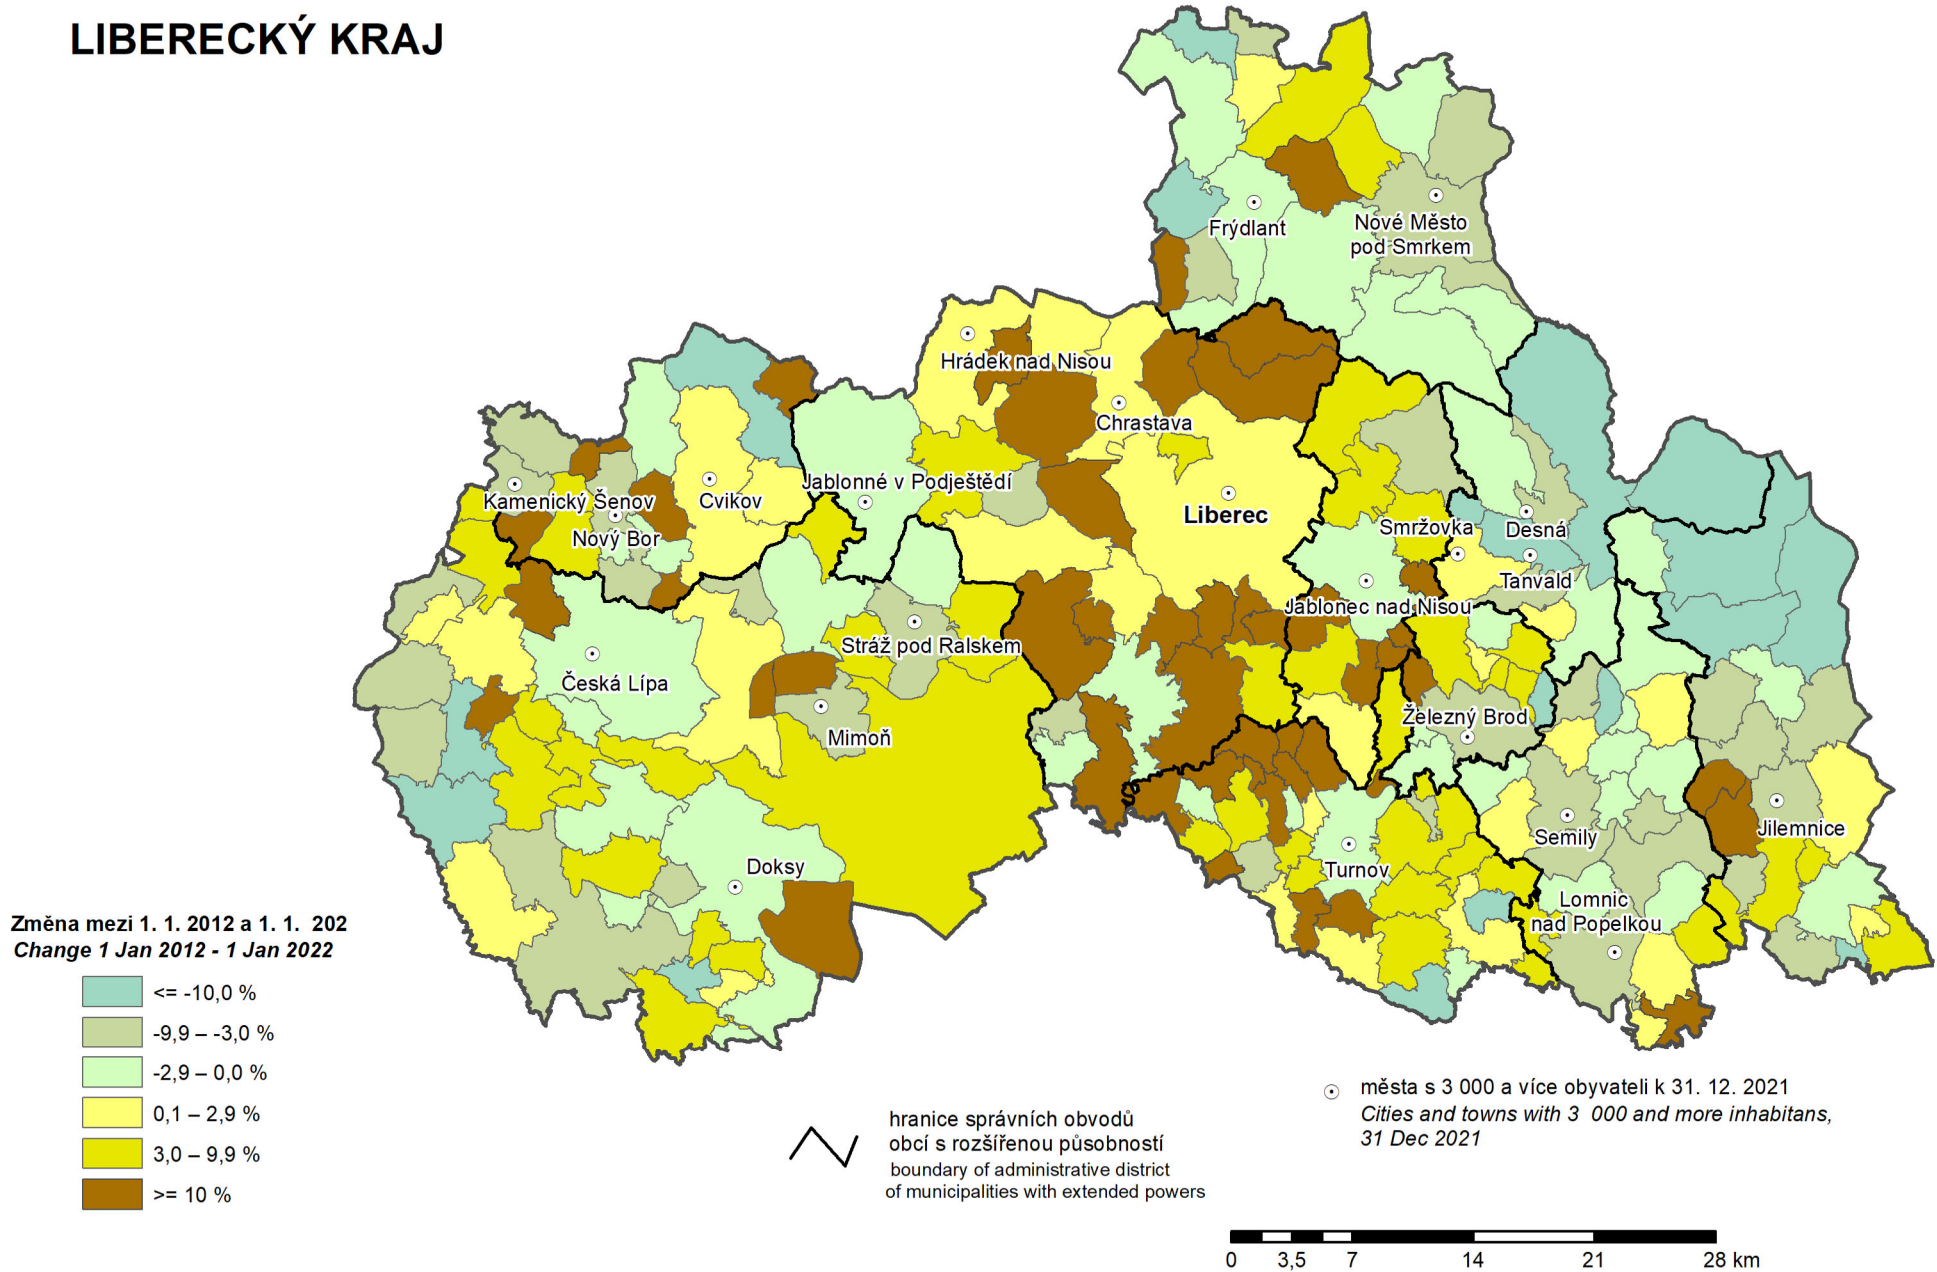 LIBERECKÝ KRAJ
Frýdlant
Nové Město
pod Smrkem
Hrádek nad Nisou
Chrastava
Jablonné v Podještědí
Kamenický Šenov
Cvikov
Nový Bor
Liberec
Smržovka
Desná
Tanvald
Jablonec nad Nisou
Stráž pod Ralskem
Česká Lípa
Mimoň
Železný Brod
Semily
Jilemnice
Turnov
Doksy
Lomnic
nad Popelkou
Změna mezi 1. 1. 2012 a 1. 1.  202
Change 1 Jan 2012 - 1 Jan 2022
<= -10,0 %
-9,9 – -3,0 %
-2,9 – 0,0 %
0,1 – 2,9 %
3,0 – 9,9 %
>= 10 %
hranice správních obvodů
obcí s rozšířenou působností
boundary of administrative district
of municipalities with extended powers
města s 3 000 a více obyvateli k 31. 12. 2021
Cities and towns with 3  000 and more inhabitans,
31 Dec 2021
0 3,5 7 14 21 28 km